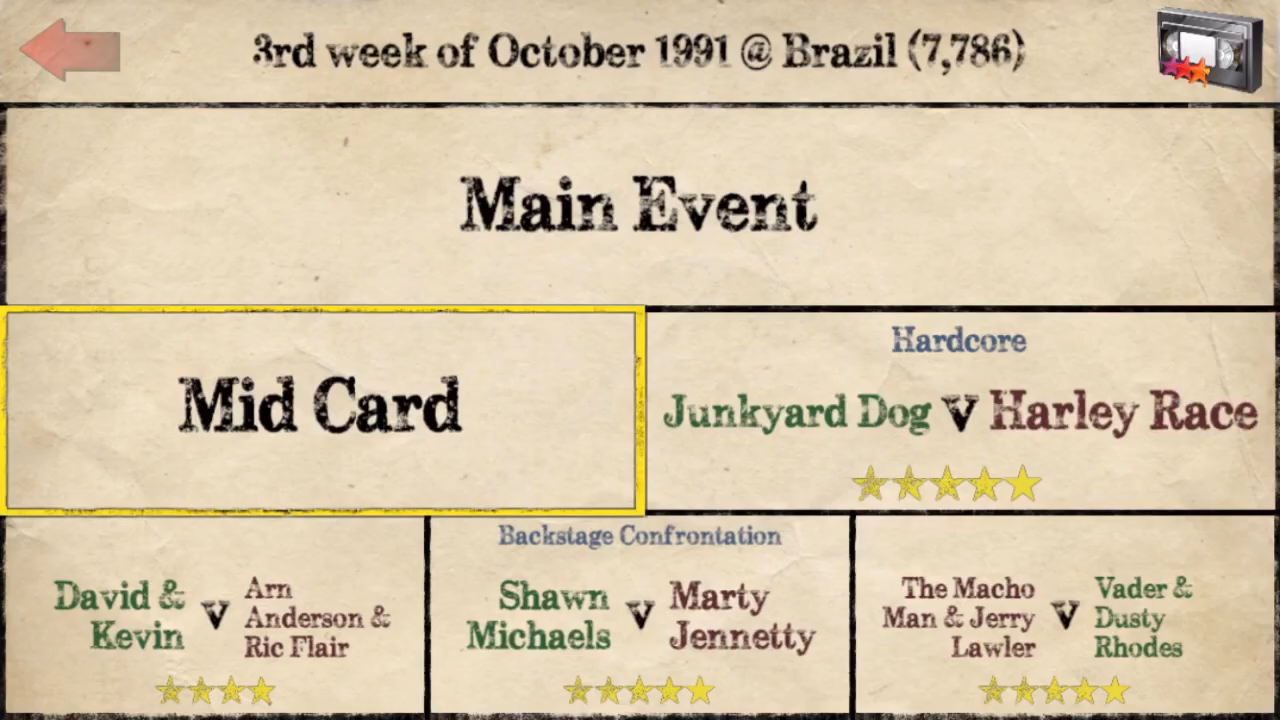 3rd week of October 1991 @ Brazil (7,786)
Main Event
Mid Card
Hardcore
Junkyard Dog V Harley Race
David &
Kevin
V
Arn
Anderson &
Ric Flair
Backstage Confrontation
Shawn
Michaels
V
Marty
Jennetty
The Macho
Man & Jerry
Lawler
V
Vader &
Dusty
Rhodes